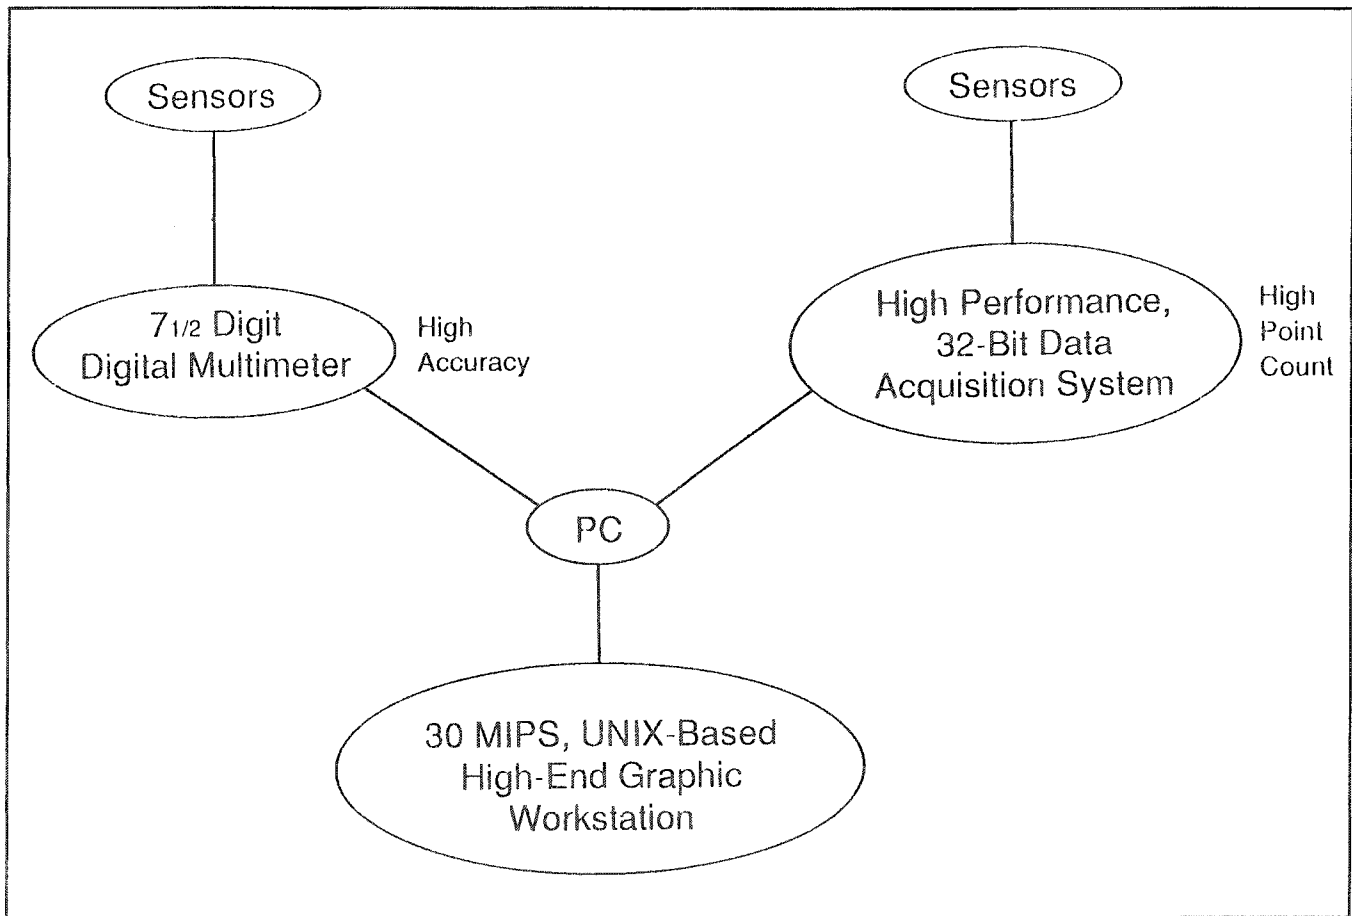 Sensors
Sensors
7 1/2 Digit
Digital Multimeter
High
Accuracy
High Performance,
32-Bit Data
Acquisition System
High
Point
Count
PC
30 MIPS, UNIX-Based
High-End Graphic
Workstation